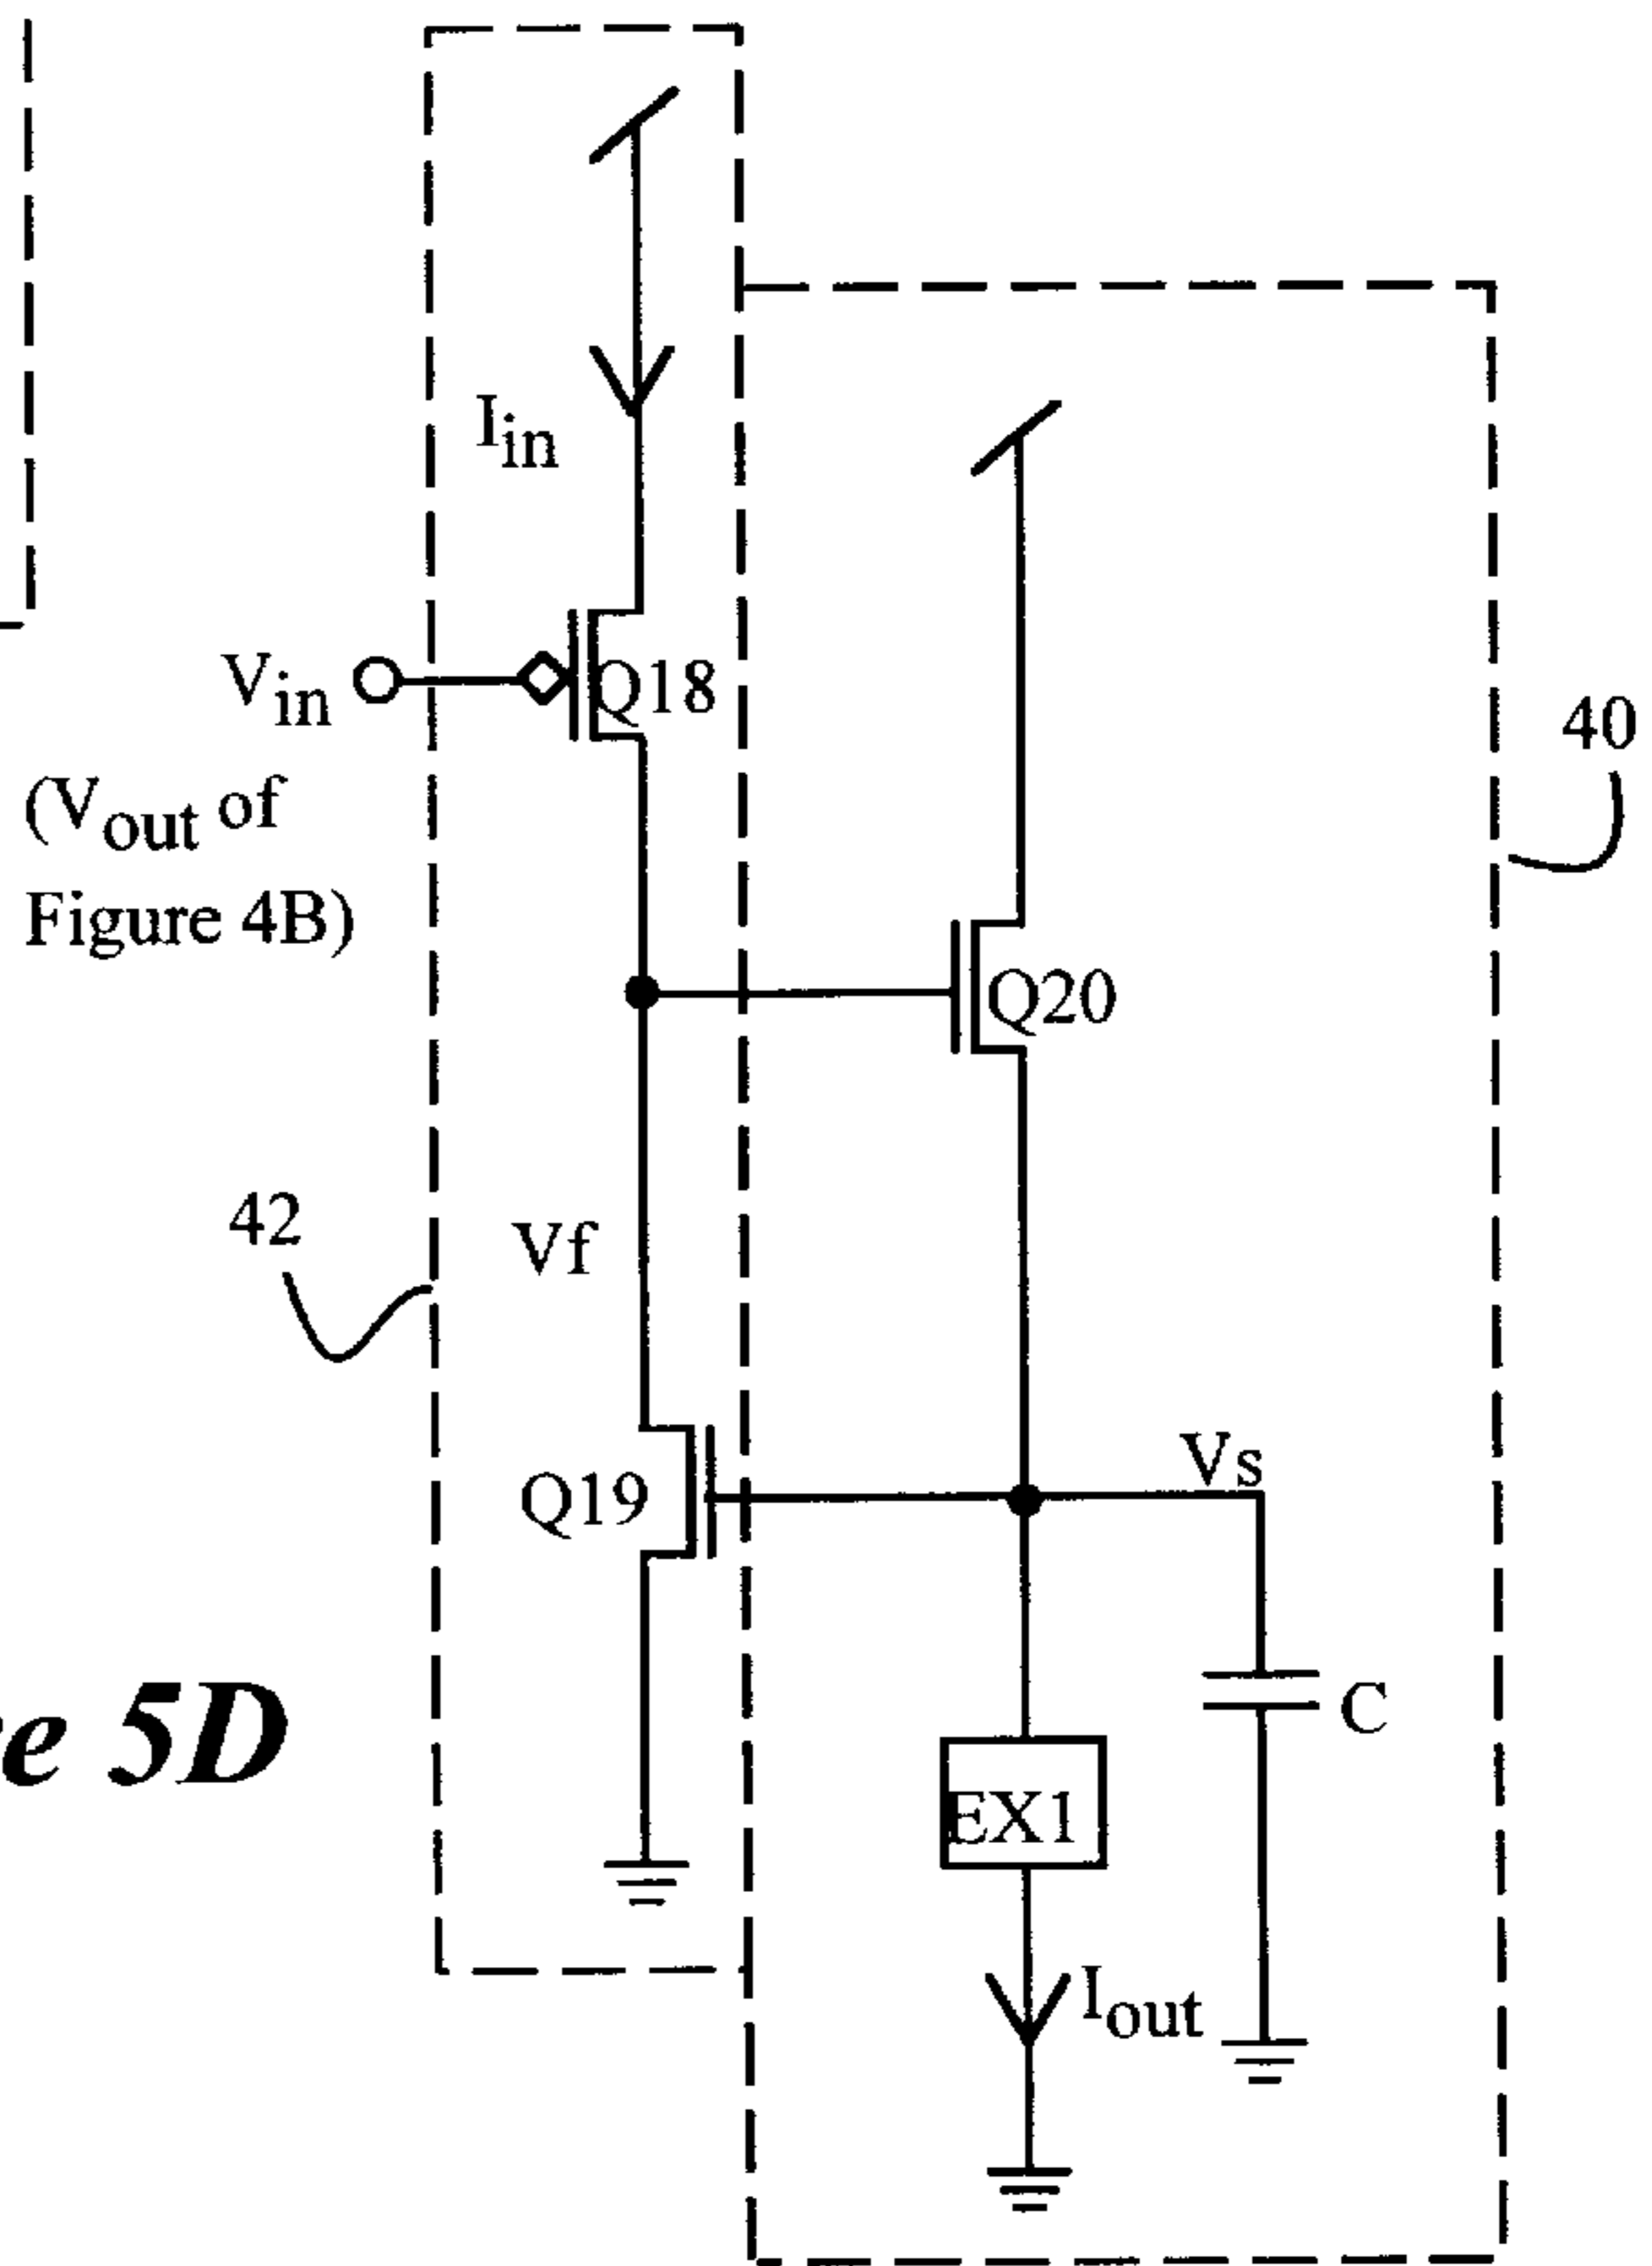 I_in
V_in
Q18
40
(V_out of
Figure 4B)
Q20
42
Vf
Vs
Q19
C
e 5D
EX1
I_out